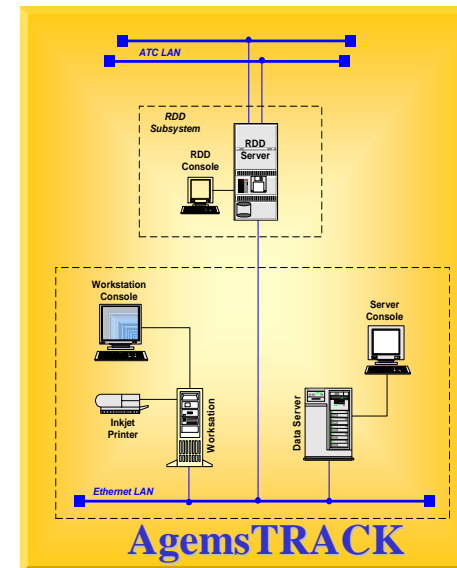 ATC LAN
RDD
Subsystem
RDD
Server
RDD
Console
Workstation
Console
Server
Console
Inkjet
Printer
Worksation
Data Server
Ethernet LAN
AgemsTRACK